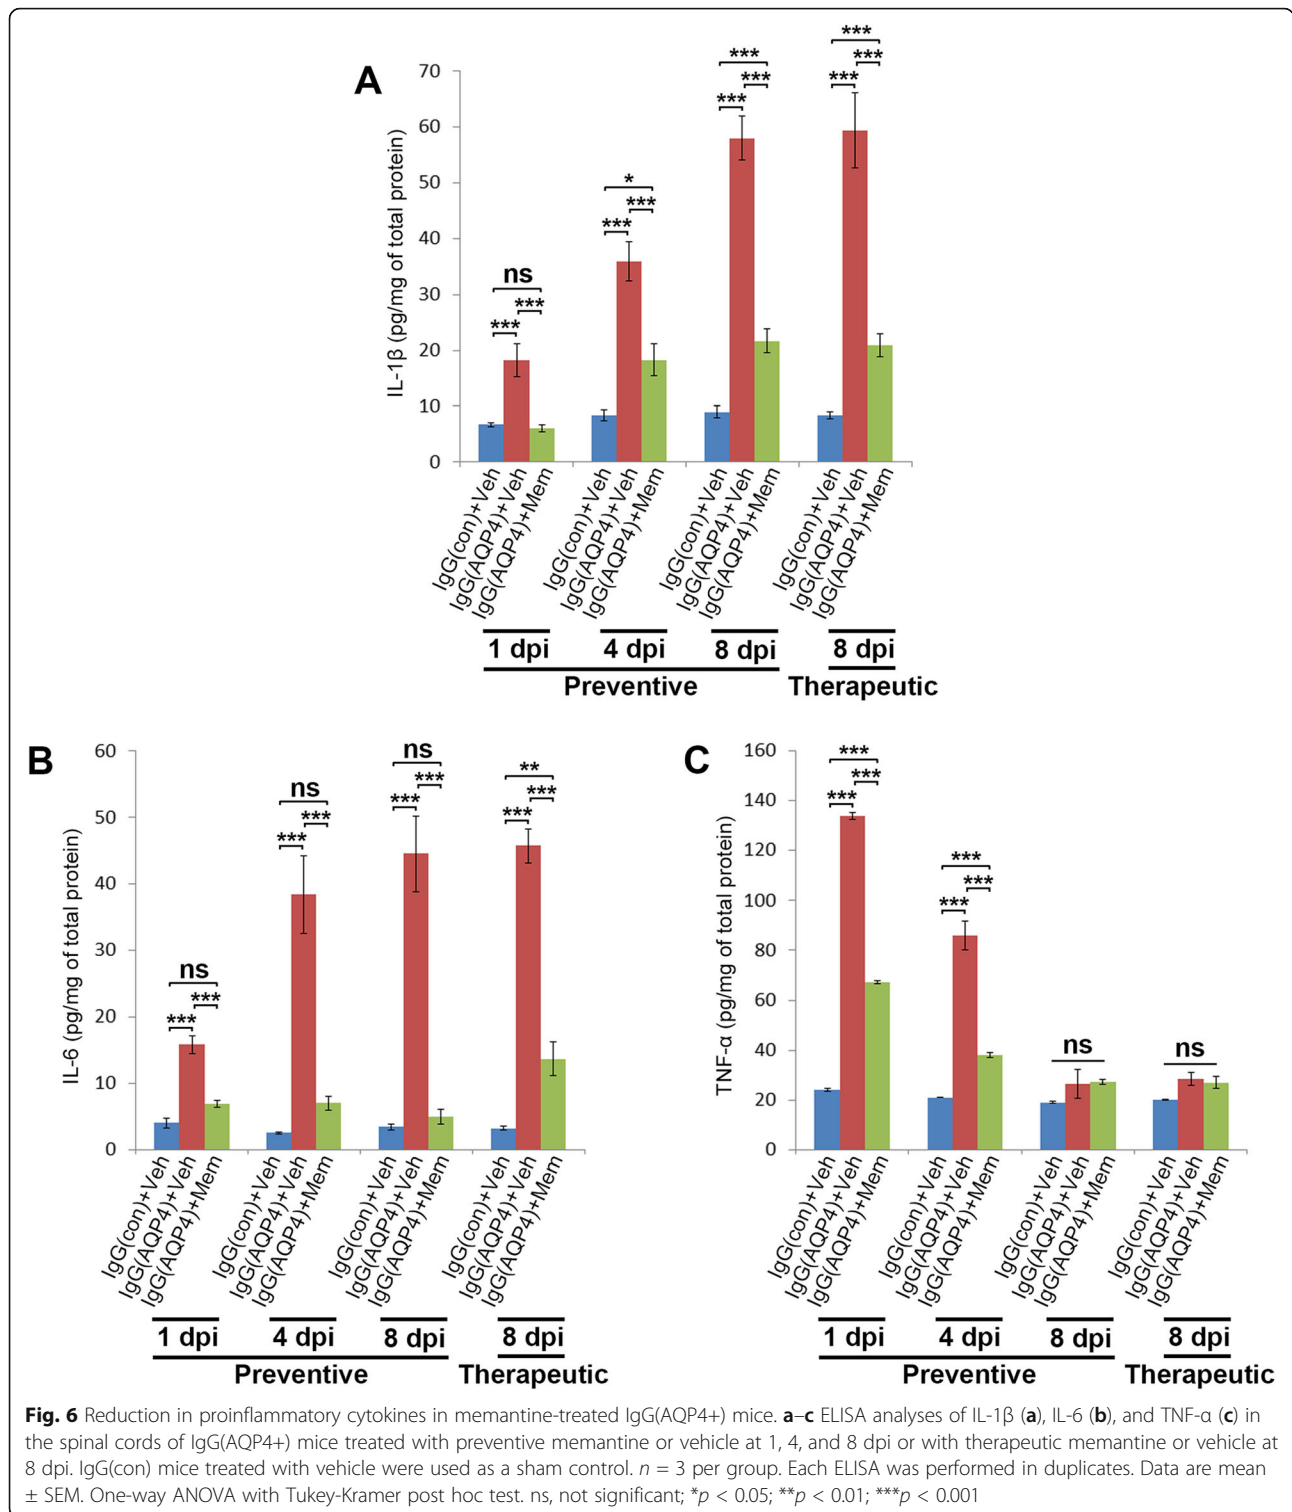 A
IL-1β (pg/mg of total protein)
70
60
50
40
30
20
10
0
ns
***
***
*
***
***
***
***
***
***
***
***
IgG(con)+Veh
IgG(AQP4)+Veh
IgG(AQP4)+Mem
IgG(con)+Veh
IgG(AQP4)+Veh
IgG(AQP4)+Mem
IgG(con)+Veh
IgG(AQP4)+Veh
IgG(AQP4)+Mem
IgG(con)+Veh
IgG(AQP4)+Veh
IgG(AQP4)+Mem
1 dpi 4 dpi 8 dpi 8 dpi
Preventive Therapeutic
B
IL-6 (pg/mg of total protein)
60
50
40
30
20
10
0
ns
***
***
ns
***
***
ns
***
***
**
***
***
IgG(con)+Veh
IgG(AQP4)+Veh
IgG(AQP4)+Mem
IgG(con)+Veh
IgG(AQP4)+Veh
IgG(AQP4)+Mem
IgG(con)+Veh
IgG(AQP4)+Veh
IgG(AQP4)+Mem
IgG(con)+Veh
IgG(AQP4)+Veh
IgG(AQP4)+Mem
1 dpi 4 dpi 8 dpi 8 dpi
Preventive Therapeutic
C
TNF-α (pg/mg of total protein)
160
140
120
100
80
60
40
20
0
***
***
***
***
***
***
ns
ns
IgG(con)+Veh
IgG(AQP4)+Veh
IgG(AQP4)+Mem
IgG(con)+Veh
IgG(AQP4)+Veh
IgG(AQP4)+Mem
IgG(con)+Veh
IgG(AQP4)+Veh
IgG(AQP4)+Mem
IgG(con)+Veh
IgG(AQP4)+Veh
IgG(AQP4)+Mem
1 dpi 4 dpi 8 dpi 8 dpi
Preventive Therapeutic
Fig. 6 Reduction in proinflammatory cytokines in memantine-treated IgG(AQP4+) mice. a–c ELISA analyses of IL-1β (a), IL-6 (b), and TNF-α (c) in
the spinal cords of IgG(AQP4+) mice treated with preventive memantine or vehicle at 1, 4, and 8 dpi or with therapeutic memantine or vehicle at
8 dpi. IgG(con) mice treated with vehicle were used as a sham control. n = 3 per group. Each ELISA was performed in duplicates. Data are mean
± SEM. One-way ANOVA with Tukey-Kramer post hoc test. ns, not significant; *p < 0.05; **p < 0.01; ***p < 0.001